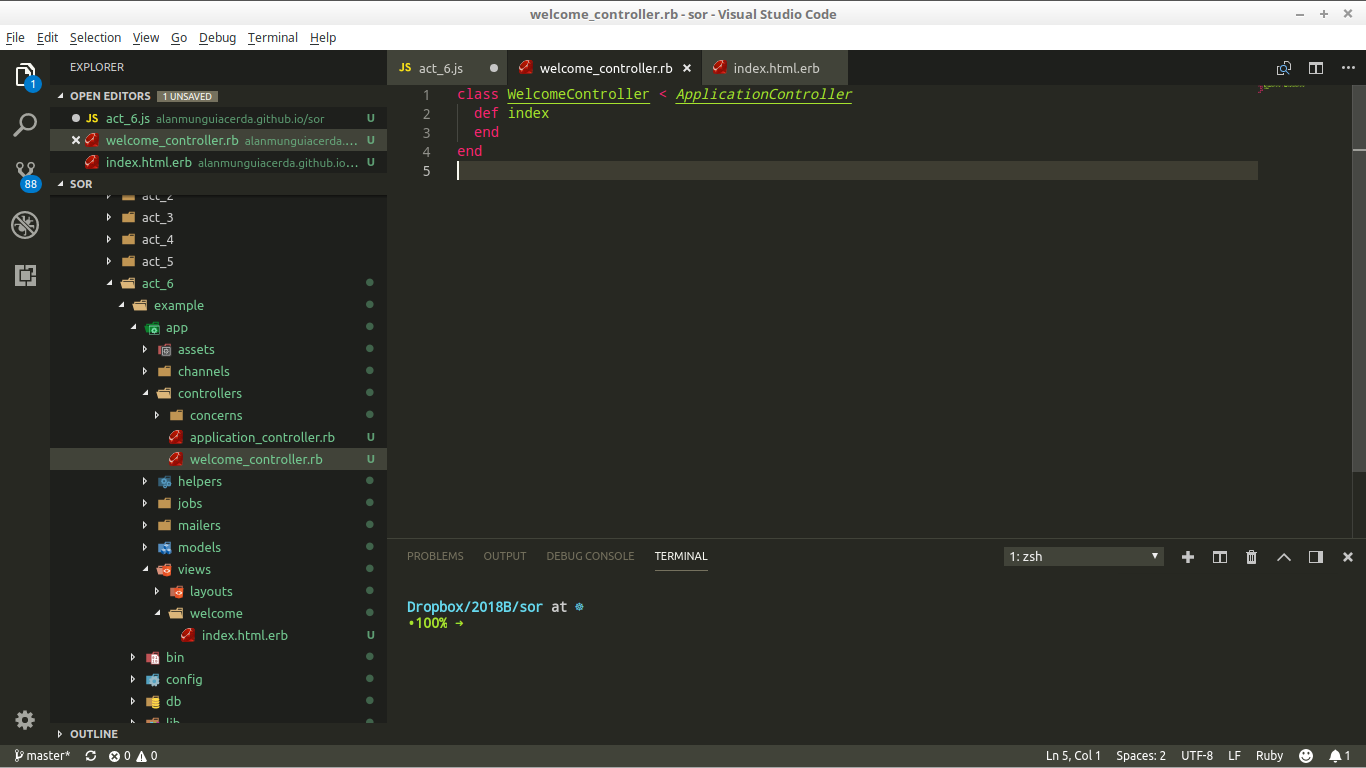 welcome_controller.rb - sor - Visual Studio Code
File Edit Selection View Go Debug Terminal Help
EXPLORER
OPEN EDITORS 1 UNSAVED
JS act_6.js alanmunguiacerda.github.io/sor U
welcome_controller.rb alanmunguiacerda.... U
index.html.erb alanmunguiacerda.github.io... U
SOR
act_2
act_3
act_4
act_5
act_6
example
app
assets
channels
controllers
concerns
application_controller.rb U
welcome_controller.rb U
helpers
jobs
mailers
models
views
layouts
welcome
index.html.erb U
bin
config
db
lib
OUTLINE
1
88
JS act_6.js
welcome_controller.rb
index.html.erb
1 class WelcomeController < ApplicationController
2 def index
3 end
4 end
5
PROBLEMS OUTPUT DEBUG CONSOLE TERMINAL
1: zsh
Dropbox/2018B/sor at ☸
•100% →
master* 0 0
Ln 5, Col 1 Spaces: 2 UTF-8 LF Ruby 1